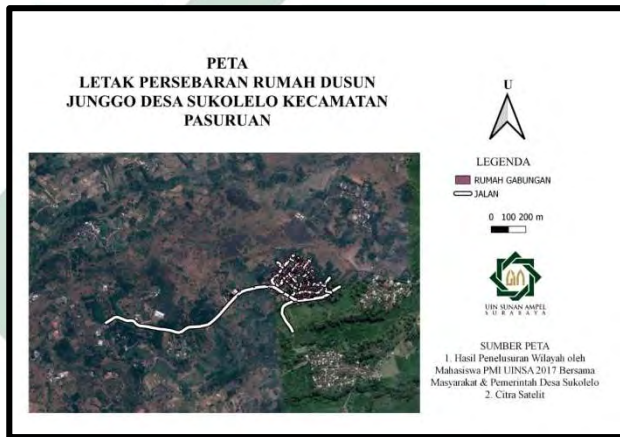 PETA
LETAK PERSEBARAN RUMAH DUSUN
JUNGGO DESA SUKOLELO KECAMATAN
PASURUAN
U
LEGENDA
RUMAH GABUNGAN
JALAN
0 100 200 m
UIN SUNAN AMPEL
SURABAYA
SUMBER PETA
1. Hasil Penelusuran Wilayah oleh
Mahasiswa PMI UINSA 2017 Bersama
Masyarakat & Pemerintah Desa Sukolelo
2. Citra Satelit